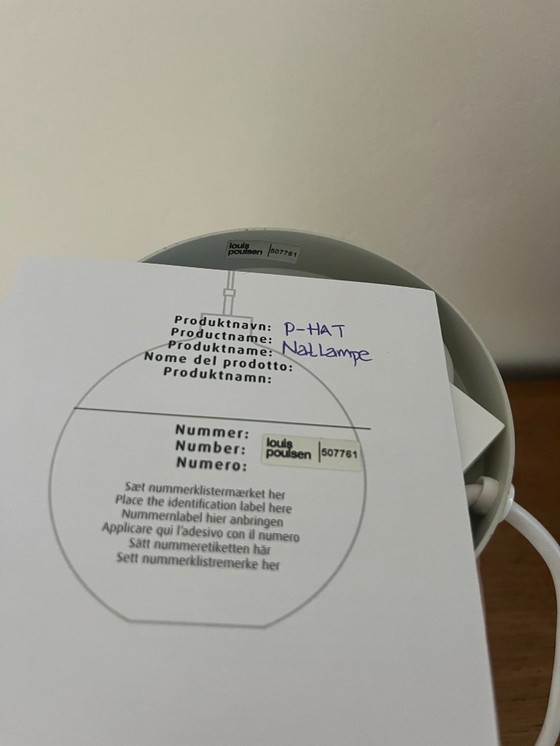 louis
poulsen 507761
Produktnavn: P-HAT
Productname:
Produktname: Natlampe
Nome del prodotto:
Produktnamn:
Nummer:
Number: louis poulsen 507761
Numero:
Sæt nummerklistermærket her
Place the identification label here
Nummernlabel hier anbringen
Applicare qui l'adesivo con il numero
Sätt nummeretiketten här
Sett nummerklistremerke her